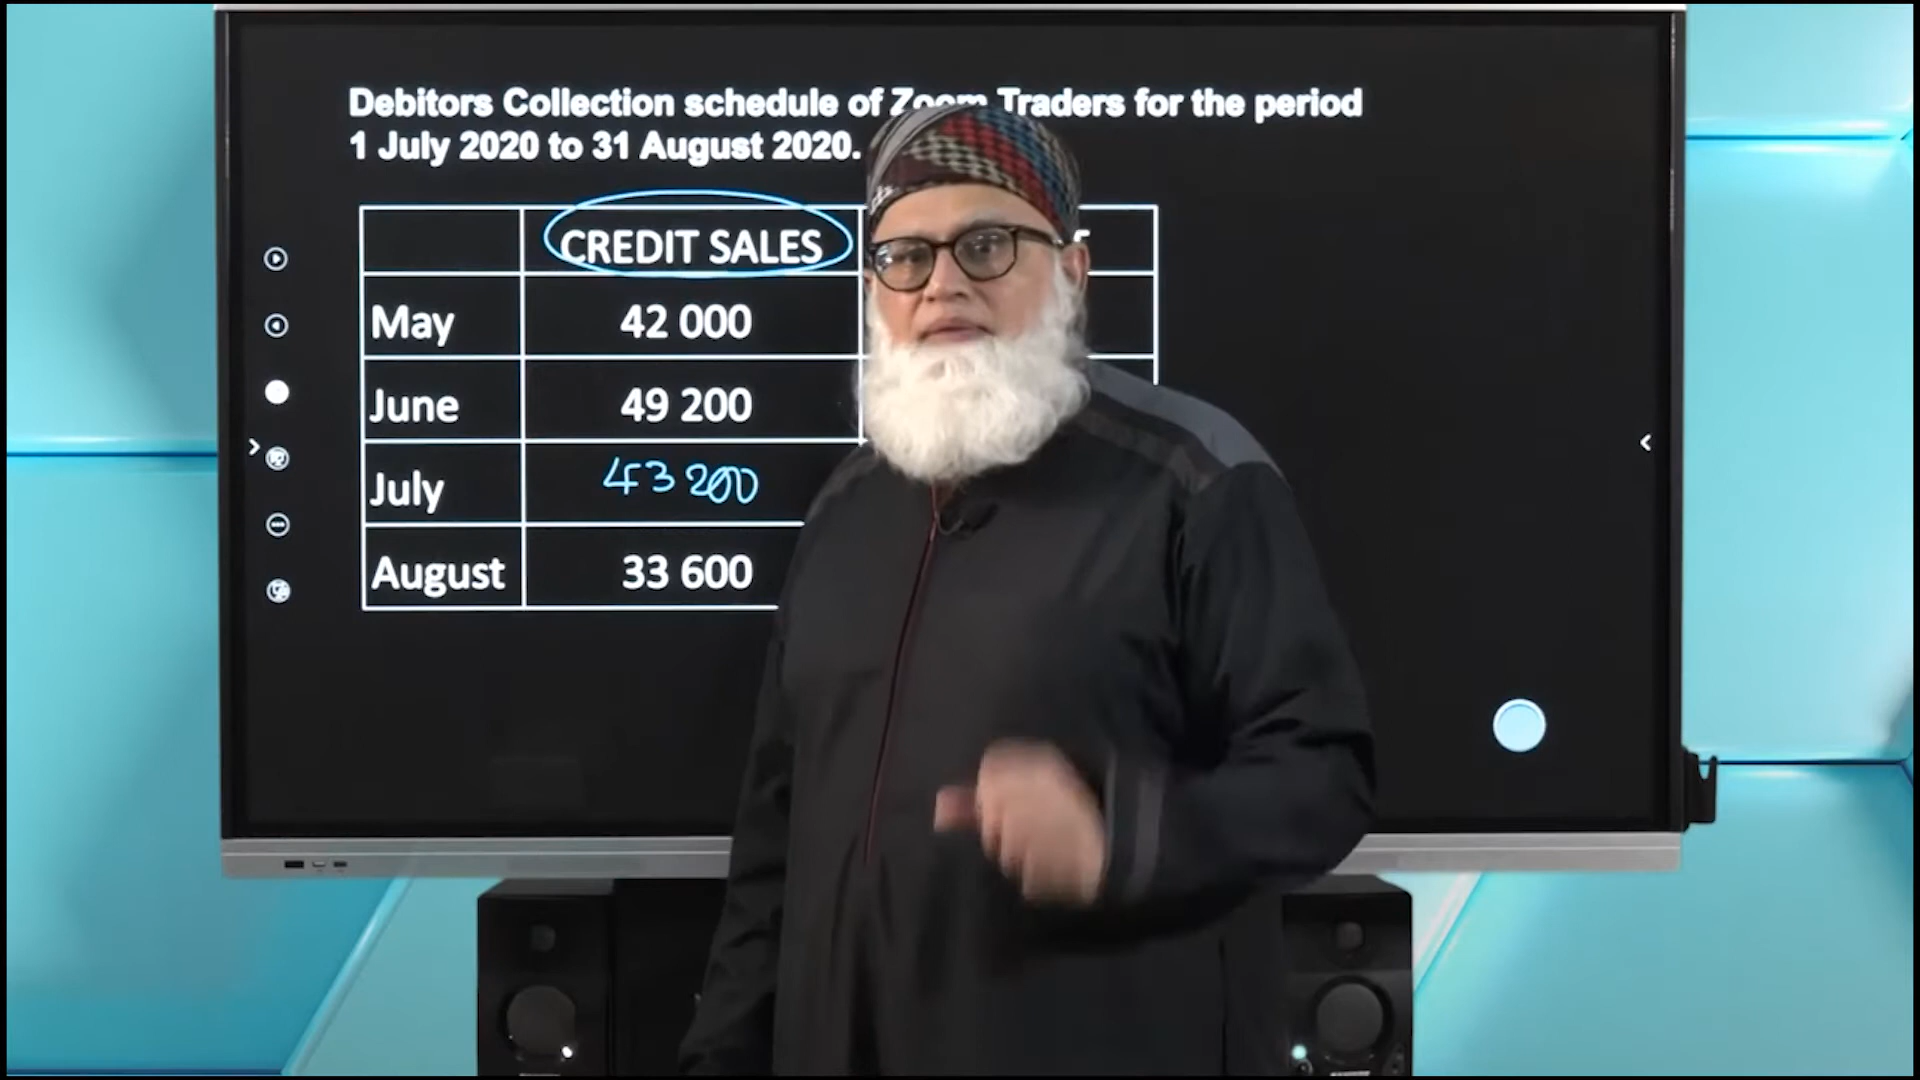 Debitors Collection schedule of Zoom Traders for the period
1 July 2020 to 31 August 2020.
CREDIT SALES
May 42 000
June 49 200
July 43 200
August 33 600